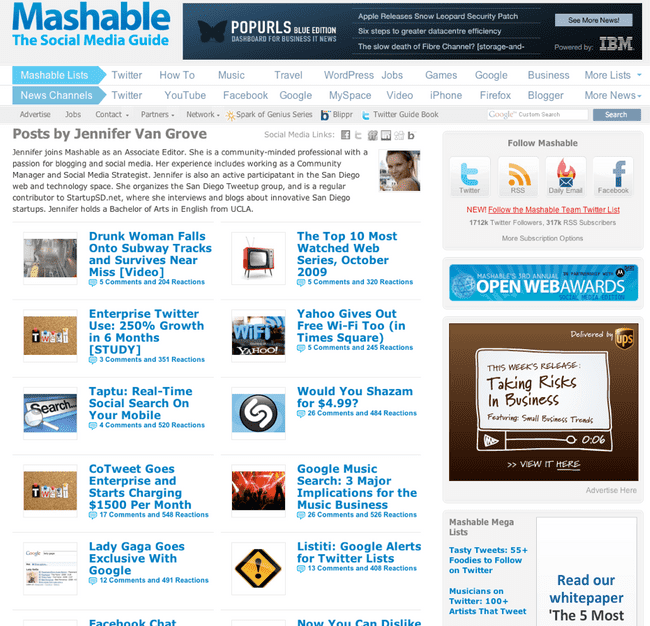 Mashable
The Social Media Guide
POPURLS BLUE EDITION
DASHBOARD FOR BUSINESS IT NEWS
Apple Releases Snow Leopard Security Patch
Six steps to greater datacentre efficiency
The slow death of Fibre Channel? [storage-and-
See More News!
Powered by: IBM
Mashable Lists Twitter How To Music Travel WordPress Jobs Games Google Business More Lists
News Channels Twitter YouTube Facebook Google MySpace Video iPhone Firefox Blogger More News
Advertise Jobs Contact Partners Network Spark of Genius Series Blippr Twitter Guide Book Google Custom Search Search
Posts by Jennifer Van Grove
Social Media Links:
Jennifer joins Mashable as an Associate Editor. She is a community-minded professional with a
passion for blogging and social media. Her experience includes working as a Community
Manager and Social Media Strategist. Jennifer is also an active participant in the San Diego
web and technology space. She organizes the San Diego Tweetup group, and is a regular
contributor to StartupSD.net, where she interviews and blogs about innovative San Diego
startups. Jennifer holds a Bachelor of Arts in English from UCLA.
Drunk Woman Falls
Onto Subway Tracks
and Survives Near
Miss [Video]
5 Comments and 204 Reactions
The Top 10 Most
Watched Web
Series, October
2009
5 Comments and 320 Reactions
Enterprise Twitter
Use: 250% Growth
in 6 Months
[STUDY]
3 Comments and 351 Reactions
WiFi
YAHOO!
Yahoo Gives Out
Free Wi-Fi Too (in
Times Square)
5 Comments and 245 Reactions
Search...
Taptu: Real-Time
Social Search On
Your Mobile
4 Comments and 520 Reactions
Would You Shazam
for $4.99?
26 Comments and 484 Reactions
CoTweet Goes
Enterprise and
Starts Charging
$1500 Per Month
17 Comments and 548 Reactions
Google Music
Search: 3 Major
Implications for the
Music Business
26 Comments and 526 Reactions
Google
Lady Gaga Goes
Exclusive With
Google
12 Comments and 491 Reactions
Listiti: Google Alerts
for Twitter Lists
13 Comments and 408 Reactions
Facebook Chat
Now You Can Dislike
Follow Mashable
Twitter RSS Daily Email Facebook
NEW! Follow the Mashable Team Twitter List
1712k Twitter Followers, 317k RSS Subscribers
More Subscription Options
MASHABLE'S 3RD ANNUAL IN PARTNERSHIP WITH
OPEN WEB AWARDS
SOCIAL MEDIA EDITION
Delivered by ups
THIS WEEK'S RELEASE:
Taking Risks
In Business
Featuring: Small Business Trends
0:06
>> VIEW IT HERE
Advertise Here
Mashable Mega
Lists
Tasty Tweets: 55+
Foodies to Follow
on Twitter
Musicians on
Twitter: 100+
Artists That Tweet
Read our
whitepaper
'The 5 Most